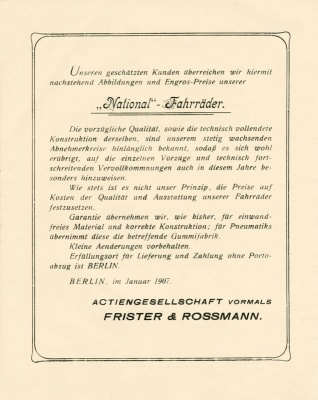 Unseren geschätzten Kunden überreichen wir hiermit
nachstehend Abbildungen und Engros-Preise unserer
„National“-Fahrräder.
Die vorzügliche Qualität, sowie die technisch vollendete
Konstruktion derselben, sind unserem stetig wachsenden
Abnehmerkreise hinlänglich bekannt, sodaß es sich wohl
erübrigt, auf die einzelnen Vorzüge und technisch fort-
schreitenden Vervollkommnungen auch in diesem Jahre be-
sonders hinzuweisen.
Wie stets ist es nicht unser Prinzip, die Preise auf
Kosten der Qualität und Ausstattung unserer Fahrräder
festzusetzen.
Garantie übernehmen wir, wie bisher, für einwand-
freies Material und korrekte Konstruktion; für Pneumatiks
übernimmt diese die betreffende Gummifabrik.
Kleine Aenderungen vorbehalten.
Erfüllungsort für Lieferung und Zahlung ohne Porto-
abzug ist BERLIN.
BERLIN, im Januar 1907.
ACTIENGESELLSCHAFT VORMALS
FRISTER & ROSSMANN.